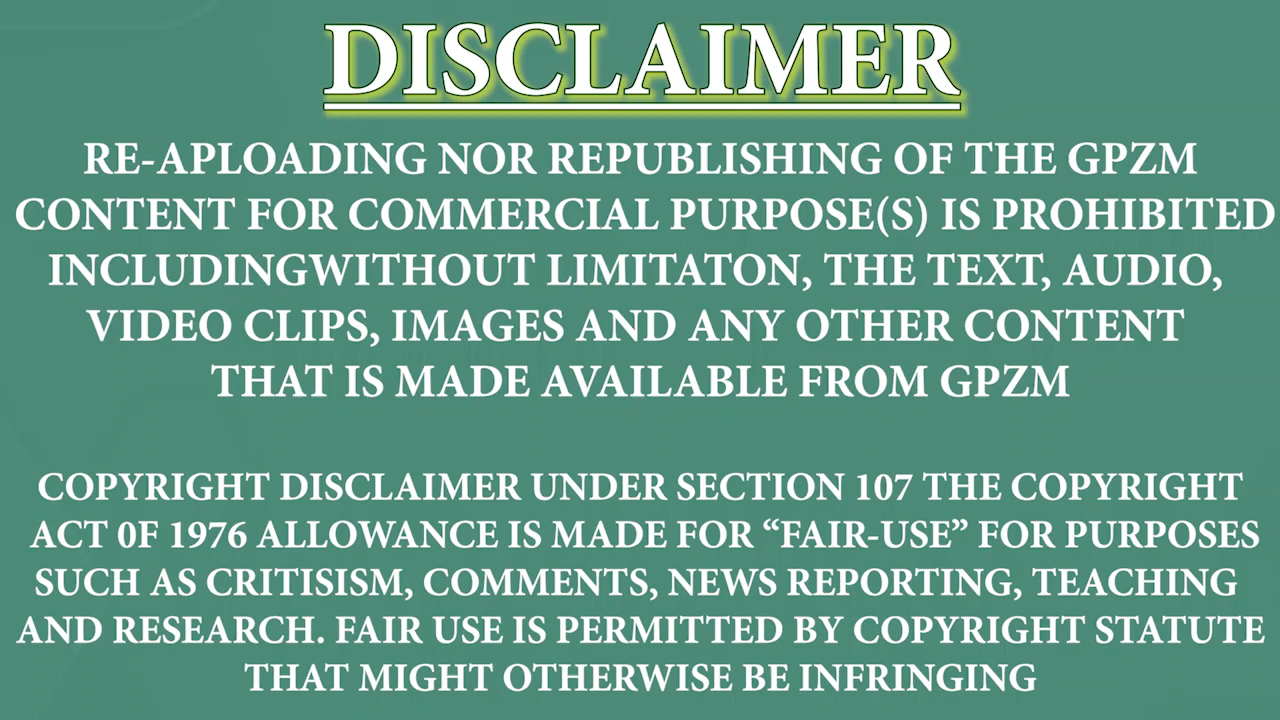 DISCLAIMER
RE-APLOADING NOR REPUBLISHING OF THE GPZM
CONTENT FOR COMMERCIAL PURPOSE(S) IS PROHIBITED
INCLUDINGWITHOUT LIMITATON, THE TEXT, AUDIO,
VIDEO CLIPS, IMAGES AND ANY OTHER CONTENT
THAT IS MADE AVAILABLE FROM GPZM
COPYRIGHT DISCLAIMER UNDER SECTION 107 THE COPYRIGHT
ACT 0F 1976 ALLOWANCE IS MADE FOR “FAIR-USE” FOR PURPOSES
SUCH AS CRITISISM, COMMENTS, NEWS REPORTING, TEACHING
AND RESEARCH. FAIR USE IS PERMITTED BY COPYRIGHT STATUTE
THAT MIGHT OTHERWISE BE INFRINGING